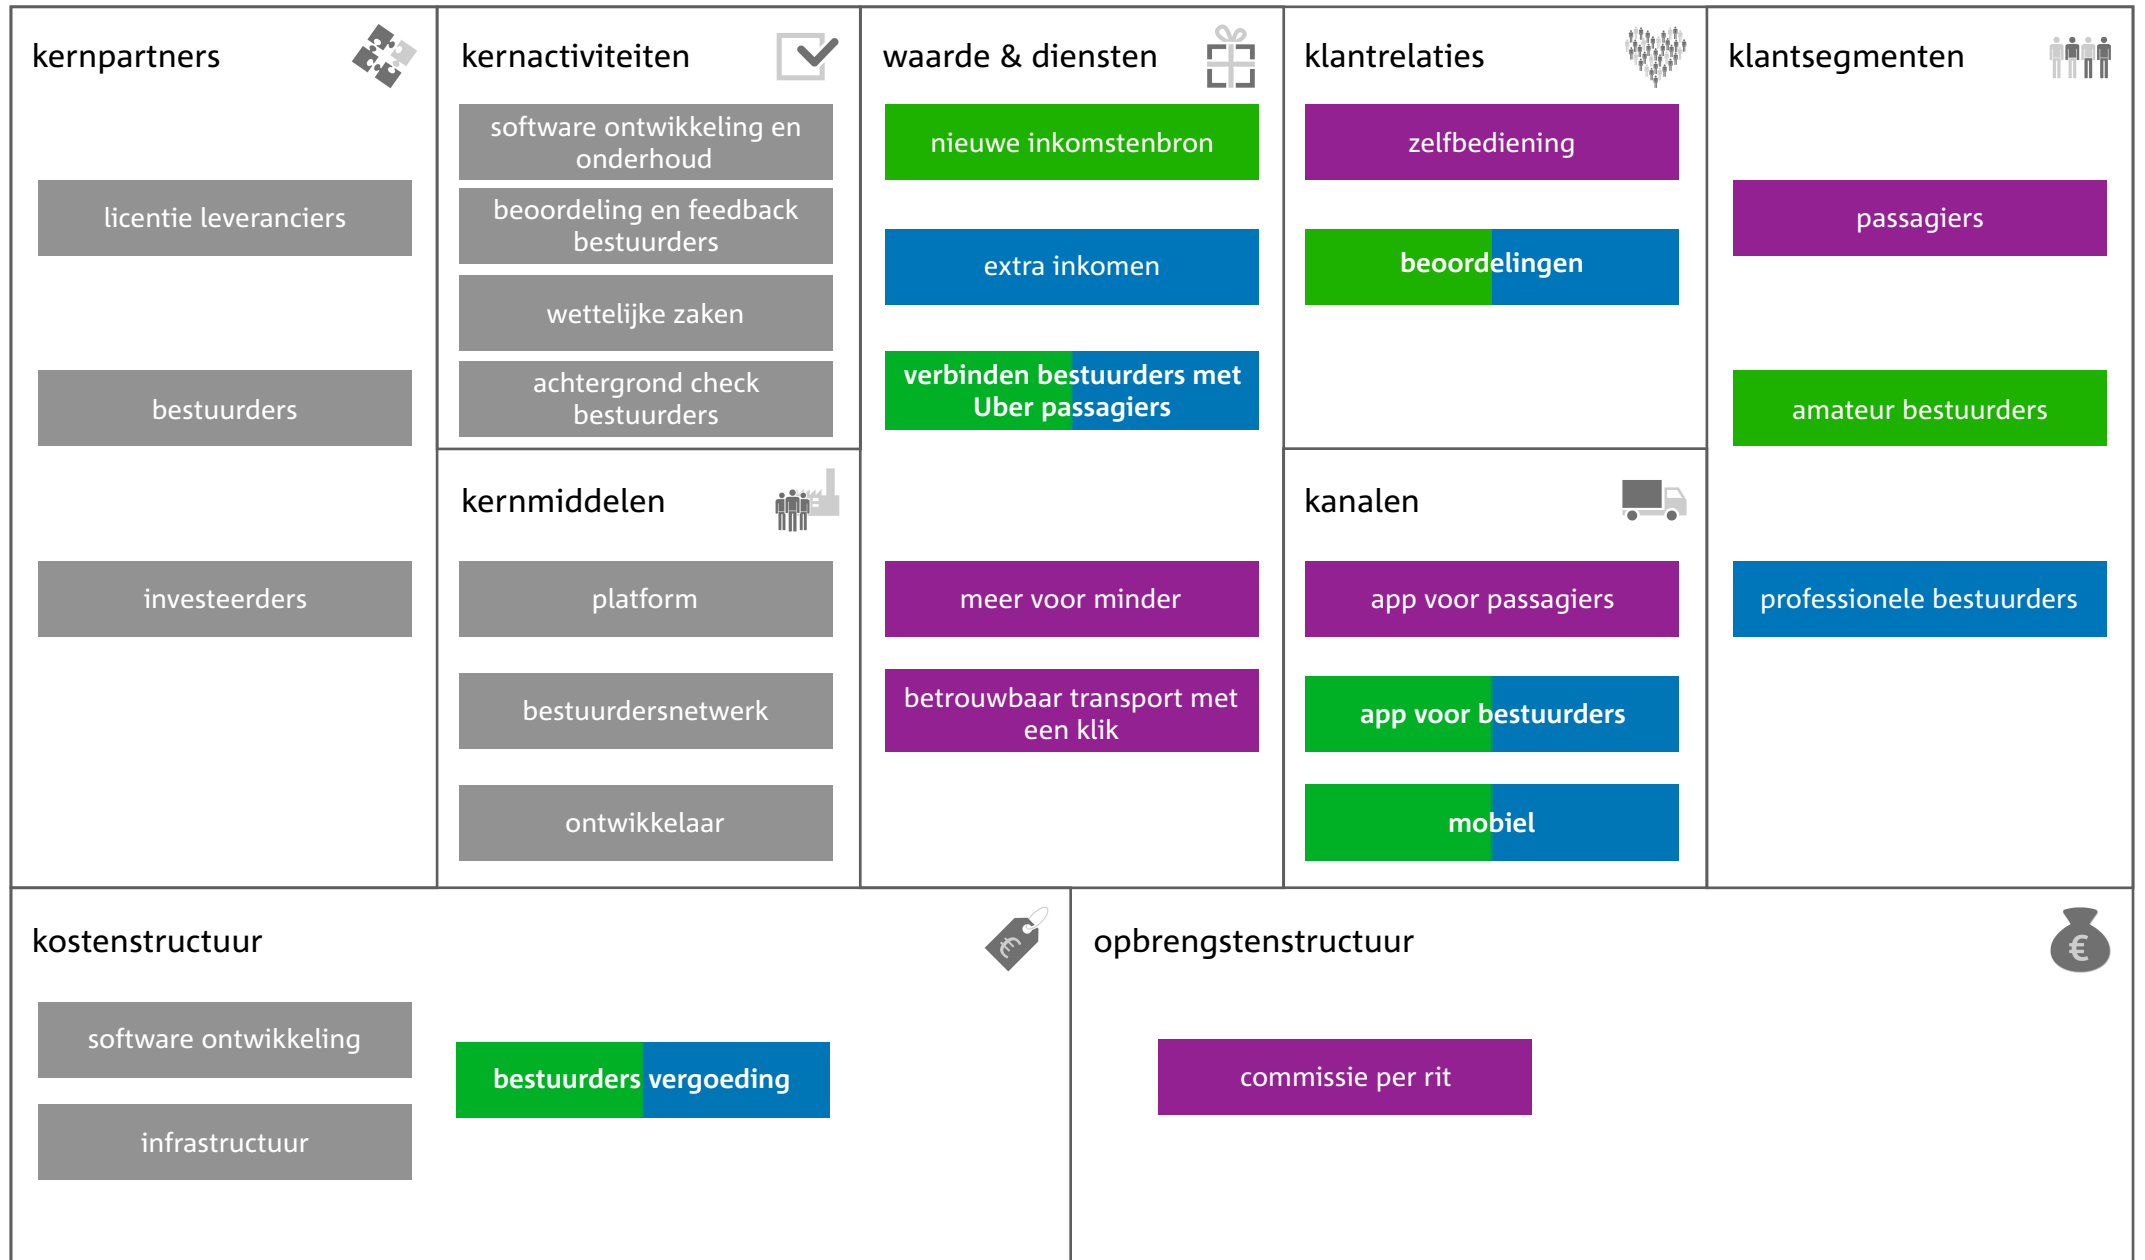 kernpartners
licentie leveranciers
bestuurders
investeerders
kernactiviteiten
software ontwikkeling en
onderhoud
beoordeling en feedback
bestuurders
wettelijke zaken
achtergrond check
bestuurders
kernmiddelen
platform
bestuurdersnetwerk
ontwikkelaar
waarde & diensten
nieuwe inkomstenbron
extra inkomen
verbinden bestuurders met
Uber passagiers
meer voor minder
betrouwbaar transport met
een klik
klantrelaties
zelfbediening
beoordelingen
kanalen
app voor passagiers
app voor bestuurders
mobiel
klantsegmenten
passagiers
amateur bestuurders
professionele bestuurders
kostenstructuur
€
software ontwikkeling
infrastructuur
bestuurders vergoeding
opbrengstenstructuur
€
commissie per rit